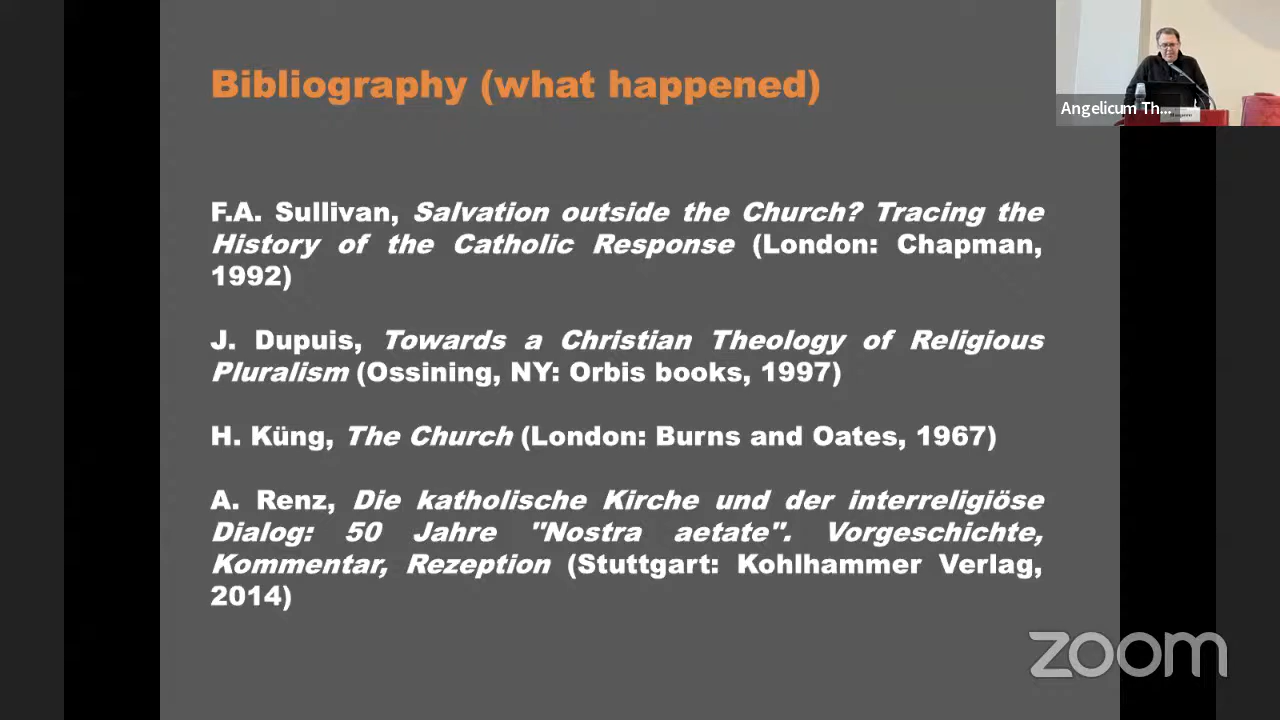 Bibliography (what happened)
Angelicum Th...
F.A. Sullivan, Salvation outside the Church? Tracing the
History of the Catholic Response (London: Chapman,
1992)
J. Dupuis, Towards a Christian Theology of Religious
Pluralism (Ossining, NY: Orbis books, 1997)
H. Küng, The Church (London: Burns and Oates, 1967)
A. Renz, Die katholische Kirche und der interreligiöse
Dialog: 50 Jahre "Nostra aetate". Vorgeschichte,
Kommentar, Rezeption (Stuttgart: Kohlhammer Verlag,
2014)
zoom